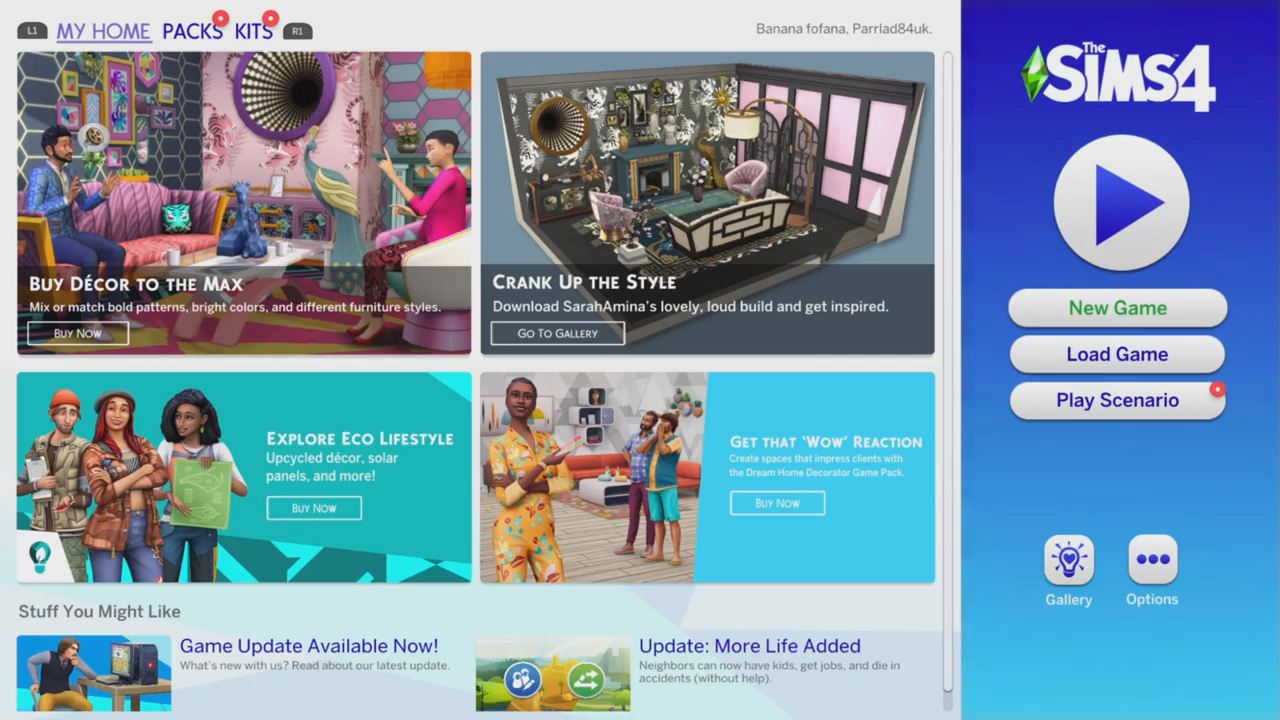 L1 MY HOME PACKS KITS R1
Banana fofana, Parrlad84uk.
The
SiMS4
BUY DÉCOR TO THE MAX
Mix or match bold patterns, bright colors, and different furniture styles.
BUY NOW
CRANK UP THE STYLE
Download SarahAmina's lovely, loud build and get inspired.
GO TO GALLERY
EXPLORE ECO LIFESTYLE
Upcycled décor, solar
panels, and more!
BUY NOW
GET THAT 'WOW' REACTION
Create spaces that impress clients with
the Dream Home Decorator Game Pack.
BUY NOW
Stuff You Might Like
Game Update Available Now!
What's new with us? Read about our latest update.
Update: More Life Added
Neighbors can now have kids, get jobs, and die in
accidents (without help).
New Game
Load Game
Play Scenario
Gallery
Options